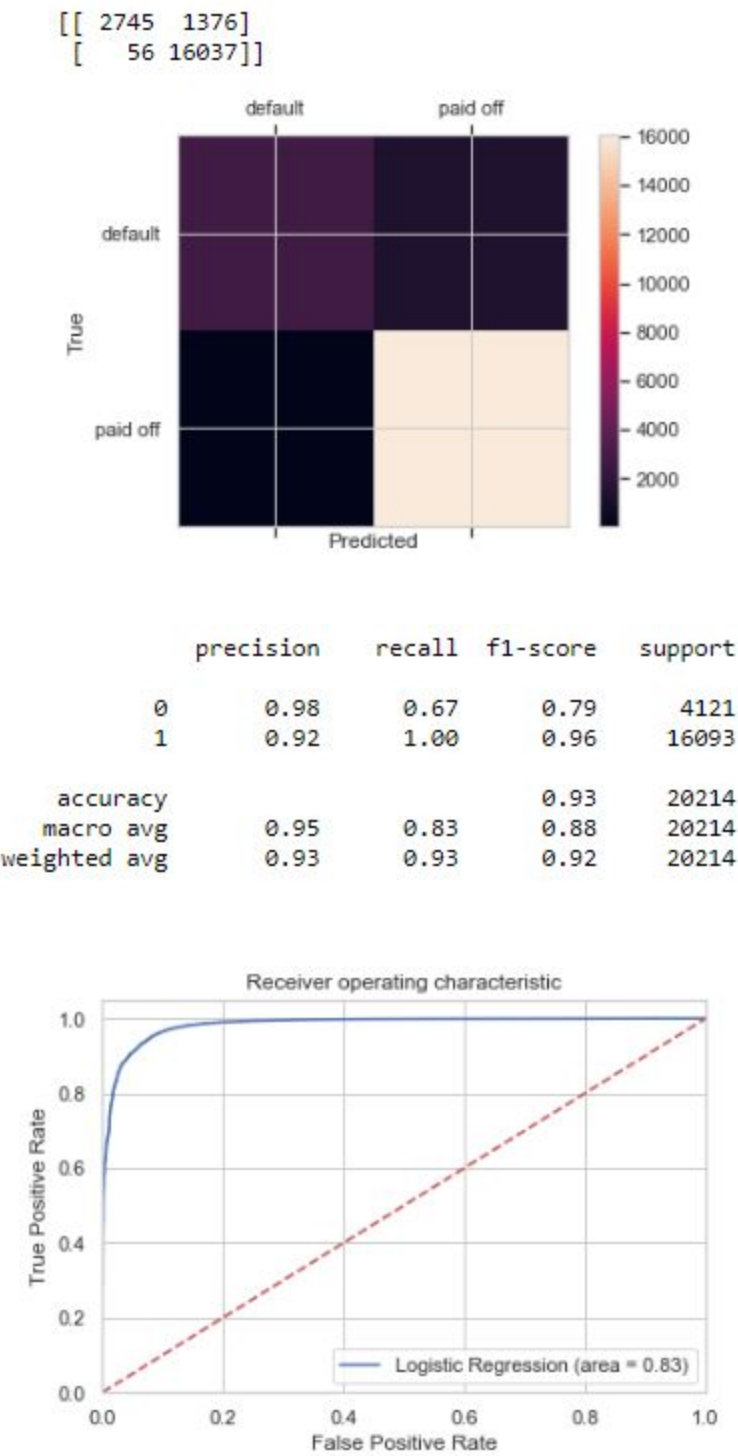 [[ 2745 1376]
[ 56 16037]]
default paid off
16000
14000
default
12000
10000
True
8000
6000
paid off
4000
2000
Predicted
precision recall f1-score support
0 0.98 0.67 0.79 4121
1 0.92 1.00 0.96 16093
accuracy 0.93 20214
macro avg 0.95 0.83 0.88 20214
weighted avg 0.93 0.93 0.92 20214
Receiver operating characteristic
1.0
0.8
0.6
0.4
0.2
0.0
True Positive Rate
Logistic Regression (area = 0.83)
0.0 0.2 0.4 0.6 0.8 1.0
False Positive Rate